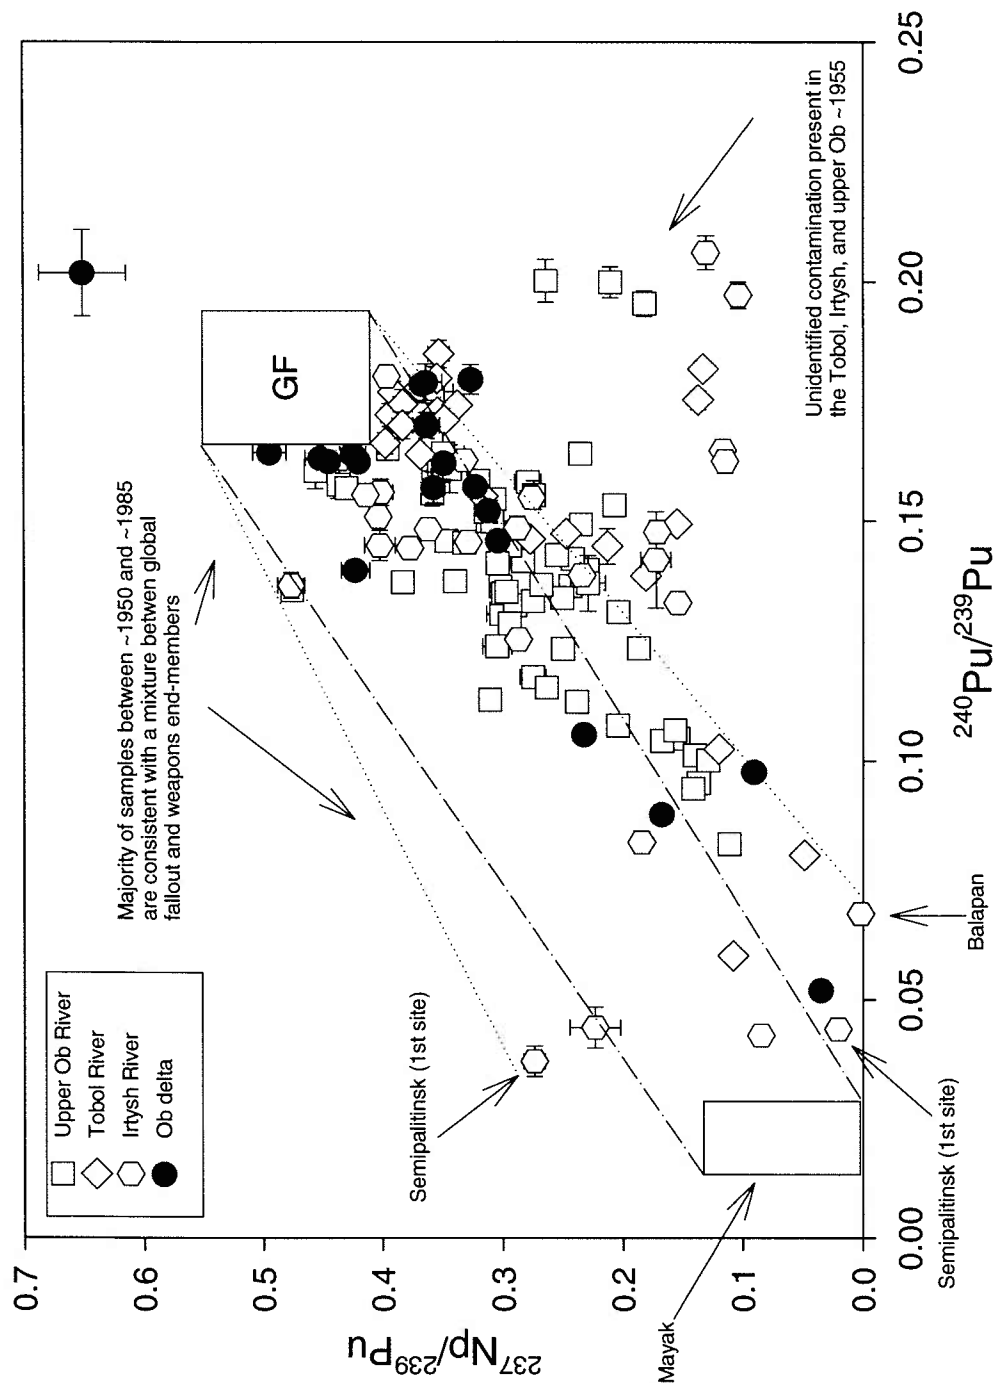 0.7
0.6
0.5
0.4
0.3
0.2
0.1
0.0
²³⁷Np/²³⁹Pu
Upper Ob River
Tobol River
Irtysh River
Ob delta
Majority of samples between ~1950 and ~1985
are consistent with a mixture betwen global
fallout and weapons end-members
GF
Semipalitinsk (1st site)
Unidentified contamination present in
the Tobol, Irtysh, and upper Ob ~1955
Mayak
Semipalitinsk (1st site)
Balapan
0.00
0.05
0.10
0.15
0.20
0.25
²⁴⁰Pu/²³⁹Pu